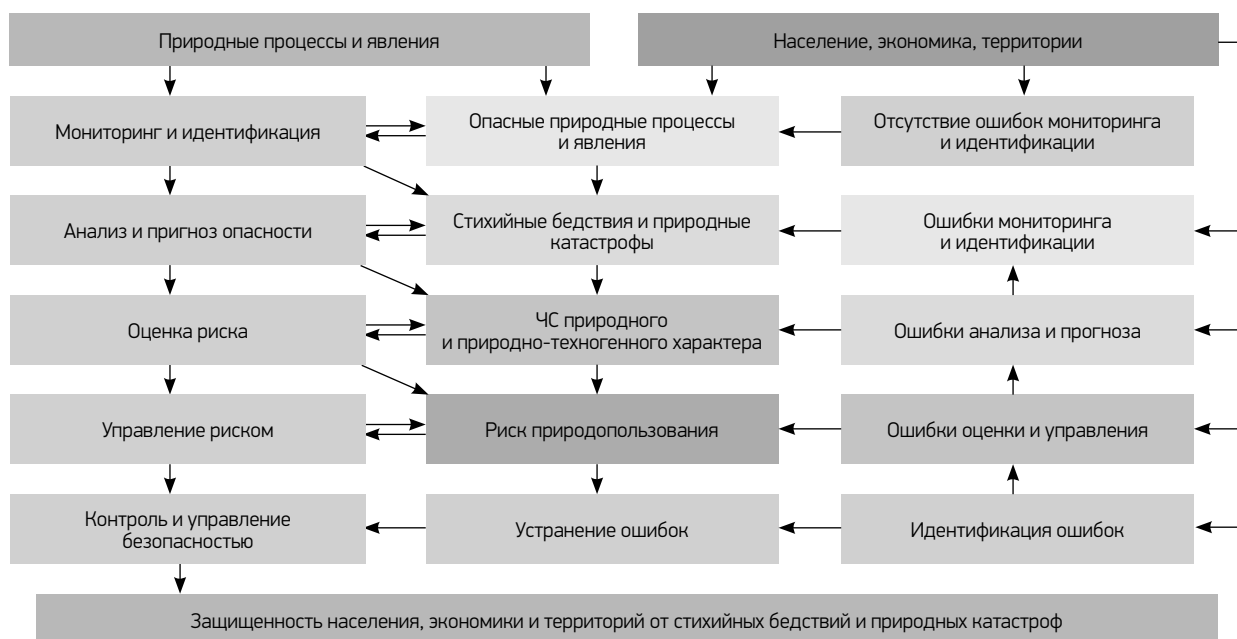 Природные процессы и явления
Население, экономика, территории
Мониторинг и идентификация
Опасные природные процессы
и явления
Отсутствие ошибок мониторинга
и идентификации
Анализ и пригноз опасности
Стихийные бедствия и природные
катастрофы
Ошибки мониторинга
и идентификации
Оценка риска
ЧС природного
и природно-техногенного характера
Ошибки анализа и прогноза
Управление риском
Риск природопользования
Ошибки оценки и управления
Контроль и управление
безопасностью
Устранение ошибок
Идентификация ошибок
Защищенность населения, экономики и территорий от стихийных бедствий и природных катастроф